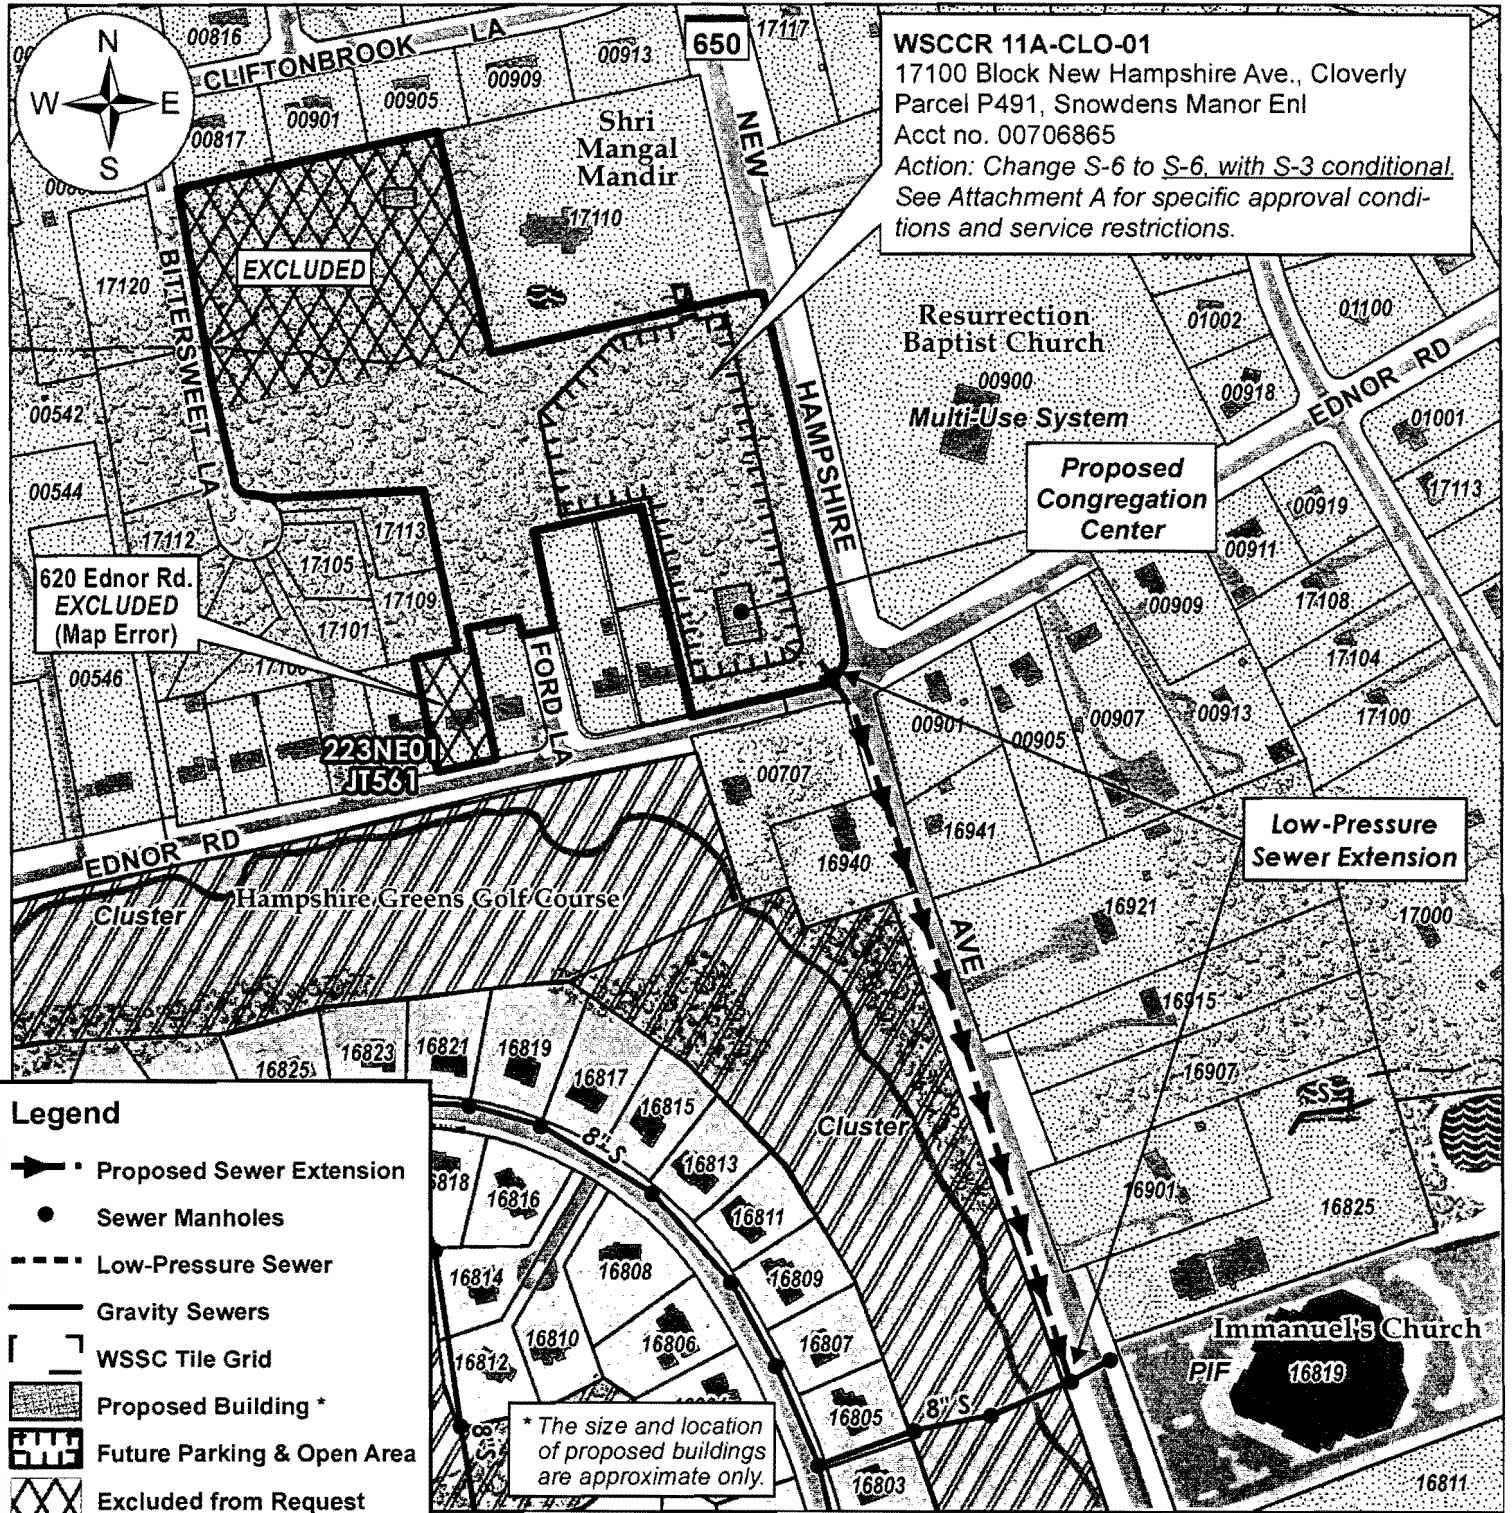 00816
CLIFTONBROOK LA
N
W E
S
00817
00901
00905
00909
00913
650
17117
WSCCR 11A-CLO-01
17100 Block New Hampshire Ave., Cloverly
Parcel P491, Snowdens Manor Enl
Acct no. 00706865
Action: Change S-6 to S-6, with S-3 conditional.
See Attachment A for specific approval condi-
tions and service restrictions.
Shri
Mangal
Mandir
17110
NEW
HAMPSHIRE
AVE
EXCLUDED
17120
BITTERSWEET LA
BITTERSWEET LA
00542
00544
00546
17112
17113
17105
17109
17101
620 Ednor Rd.
EXCLUDED
(Map Error)
FORD LA
223NE01
JT561
EDNOR RD
Resurrection
Baptist Church
00900
Multi-Use System
01002
01100
00918
EDNOR RD
01001
17113
00919
00911
Proposed
Congregation
Center
00909
17108
17104
17100
00913
00907
00905
00901
00707
16941
16940
Low-Pressure
Sewer Extension
Cluster
Hampshire Greens Golf Course
16921
17000
16915
16907
S
16901
16825
16825
16823
16821
16819
16817
16815
16813
16811
16809
16807
16805
16803
8" S
Cluster
16816
16814
16812
16810
16808
16806
8" S
8" S
Immanuel's Church
PIF
16819
16811
Legend
Proposed Sewer Extension
Sewer Manholes
Low-Pressure Sewer
Gravity Sewers
WSSC Tile Grid
Proposed Building *
Future Parking & Open Area
Excluded from Request
* The size and location
of proposed buildings
are approximate only.